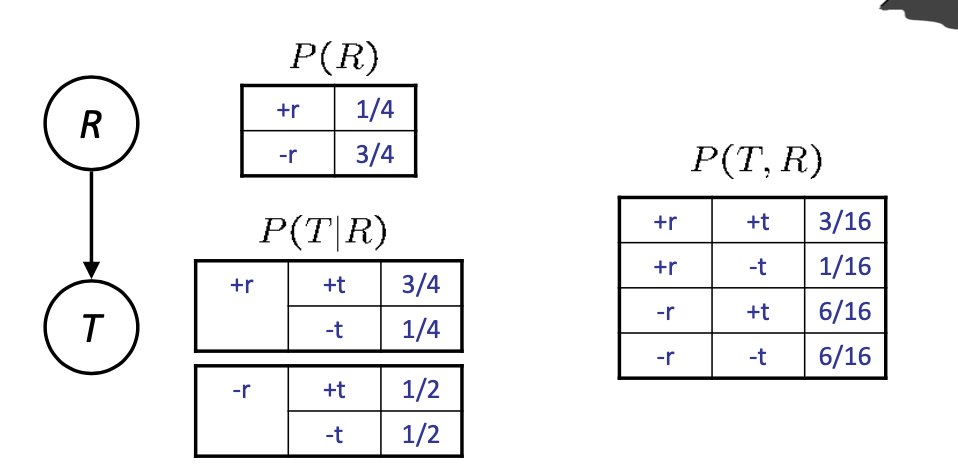 R
T
P(R)
+r 1/4
-r 3/4
P(T|R)
+r +t 3/4
-t 1/4
-r +t 1/2
-t 1/2
P(T, R)
+r +t 3/16
+r -t 1/16
-r +t 6/16
-r -t 6/16